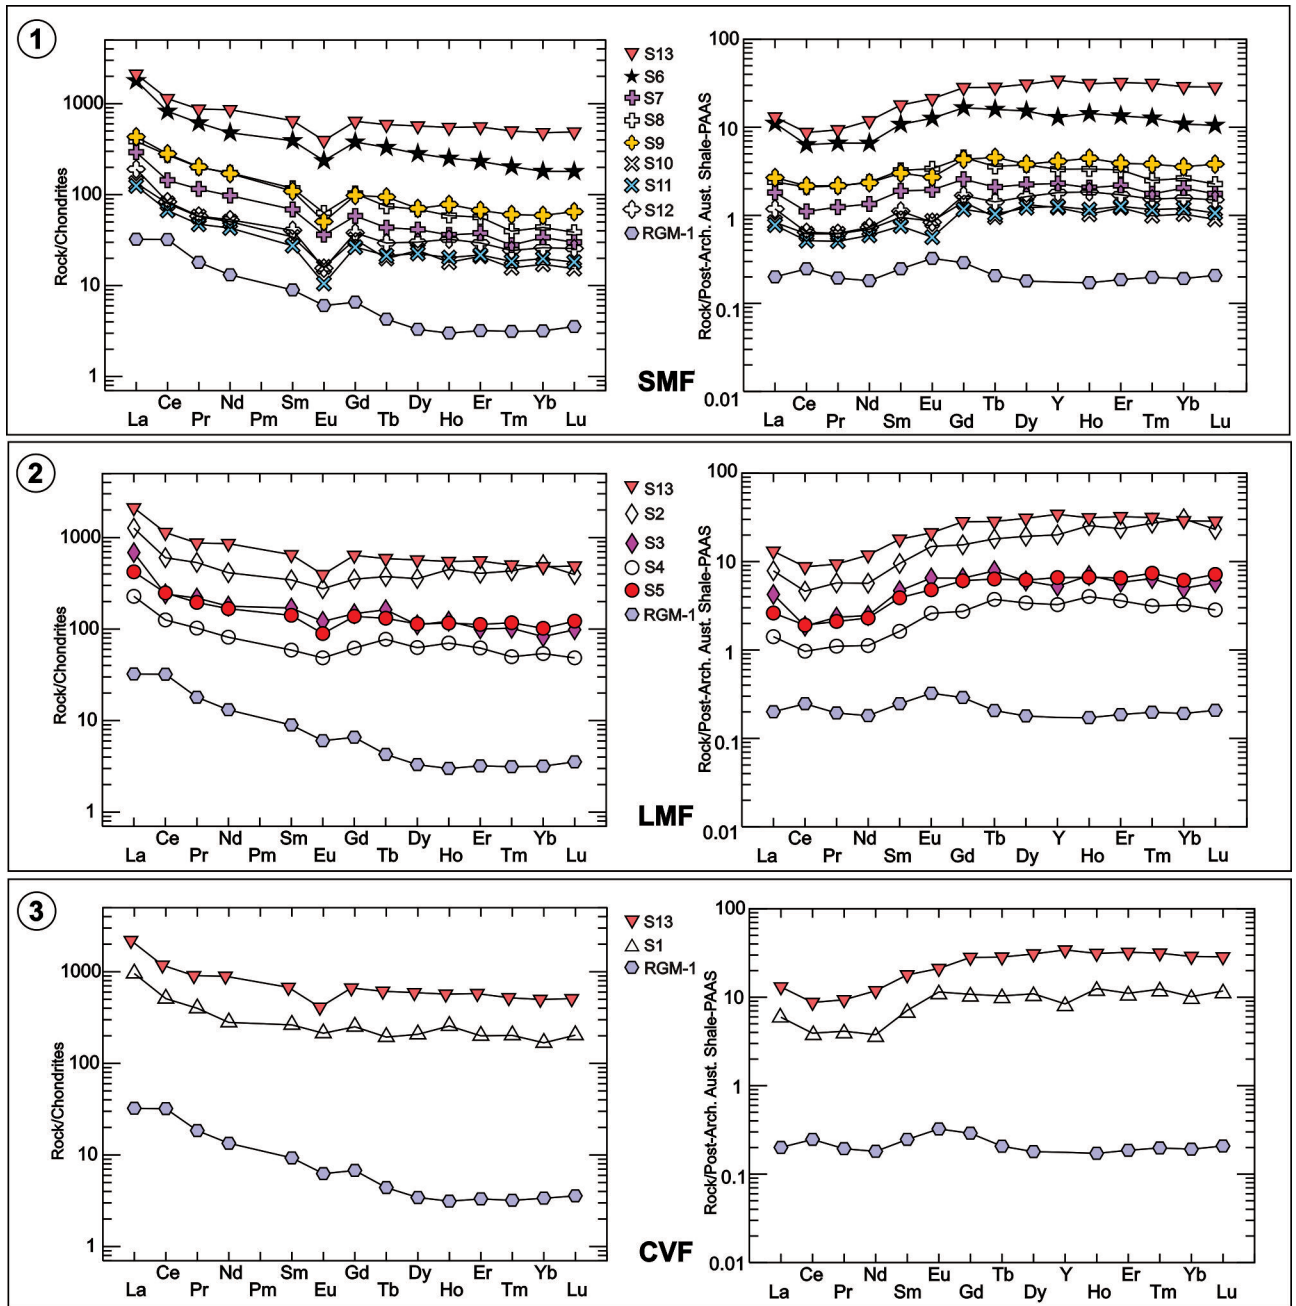 1
1000
100
10
1
Rock/Chondrites
La Ce Pr Nd Pm Sm Eu Gd Tb Dy Ho Er Tm Yb Lu
S13
S6
S7
S8
S9
S10
S11
S12
RGM-1
SMF
100
10
1
0.1
0.01
Rock/Post-Arch. Aust. Shale-PAAS
La Ce Pr Nd Sm Eu Gd Tb Dy Y Ho Er Tm Yb Lu
2
1000
100
10
1
Rock/Chondrites
La Ce Pr Nd Pm Sm Eu Gd Tb Dy Ho Er Tm Yb Lu
S13
S2
S3
S4
S5
RGM-1
LMF
100
10
1
0.1
0.01
Rock/Post-Arch. Aust. Shale-PAAS
La Ce Pr Nd Sm Eu Gd Tb Dy Y Ho Er Tm Yb Lu
3
1000
100
10
1
Rock/Chondrites
La Ce Pr Nd Pm Sm Eu Gd Tb Dy Ho Er Tm Yb Lu
S13
S1
RGM-1
CVF
100
10
1
0.1
0.01
Rock/Post-Arch. Aust. Shale-PAAS
La Ce Pr Nd Sm Eu Gd Tb Dy Y Ho Er Tm Yb Lu